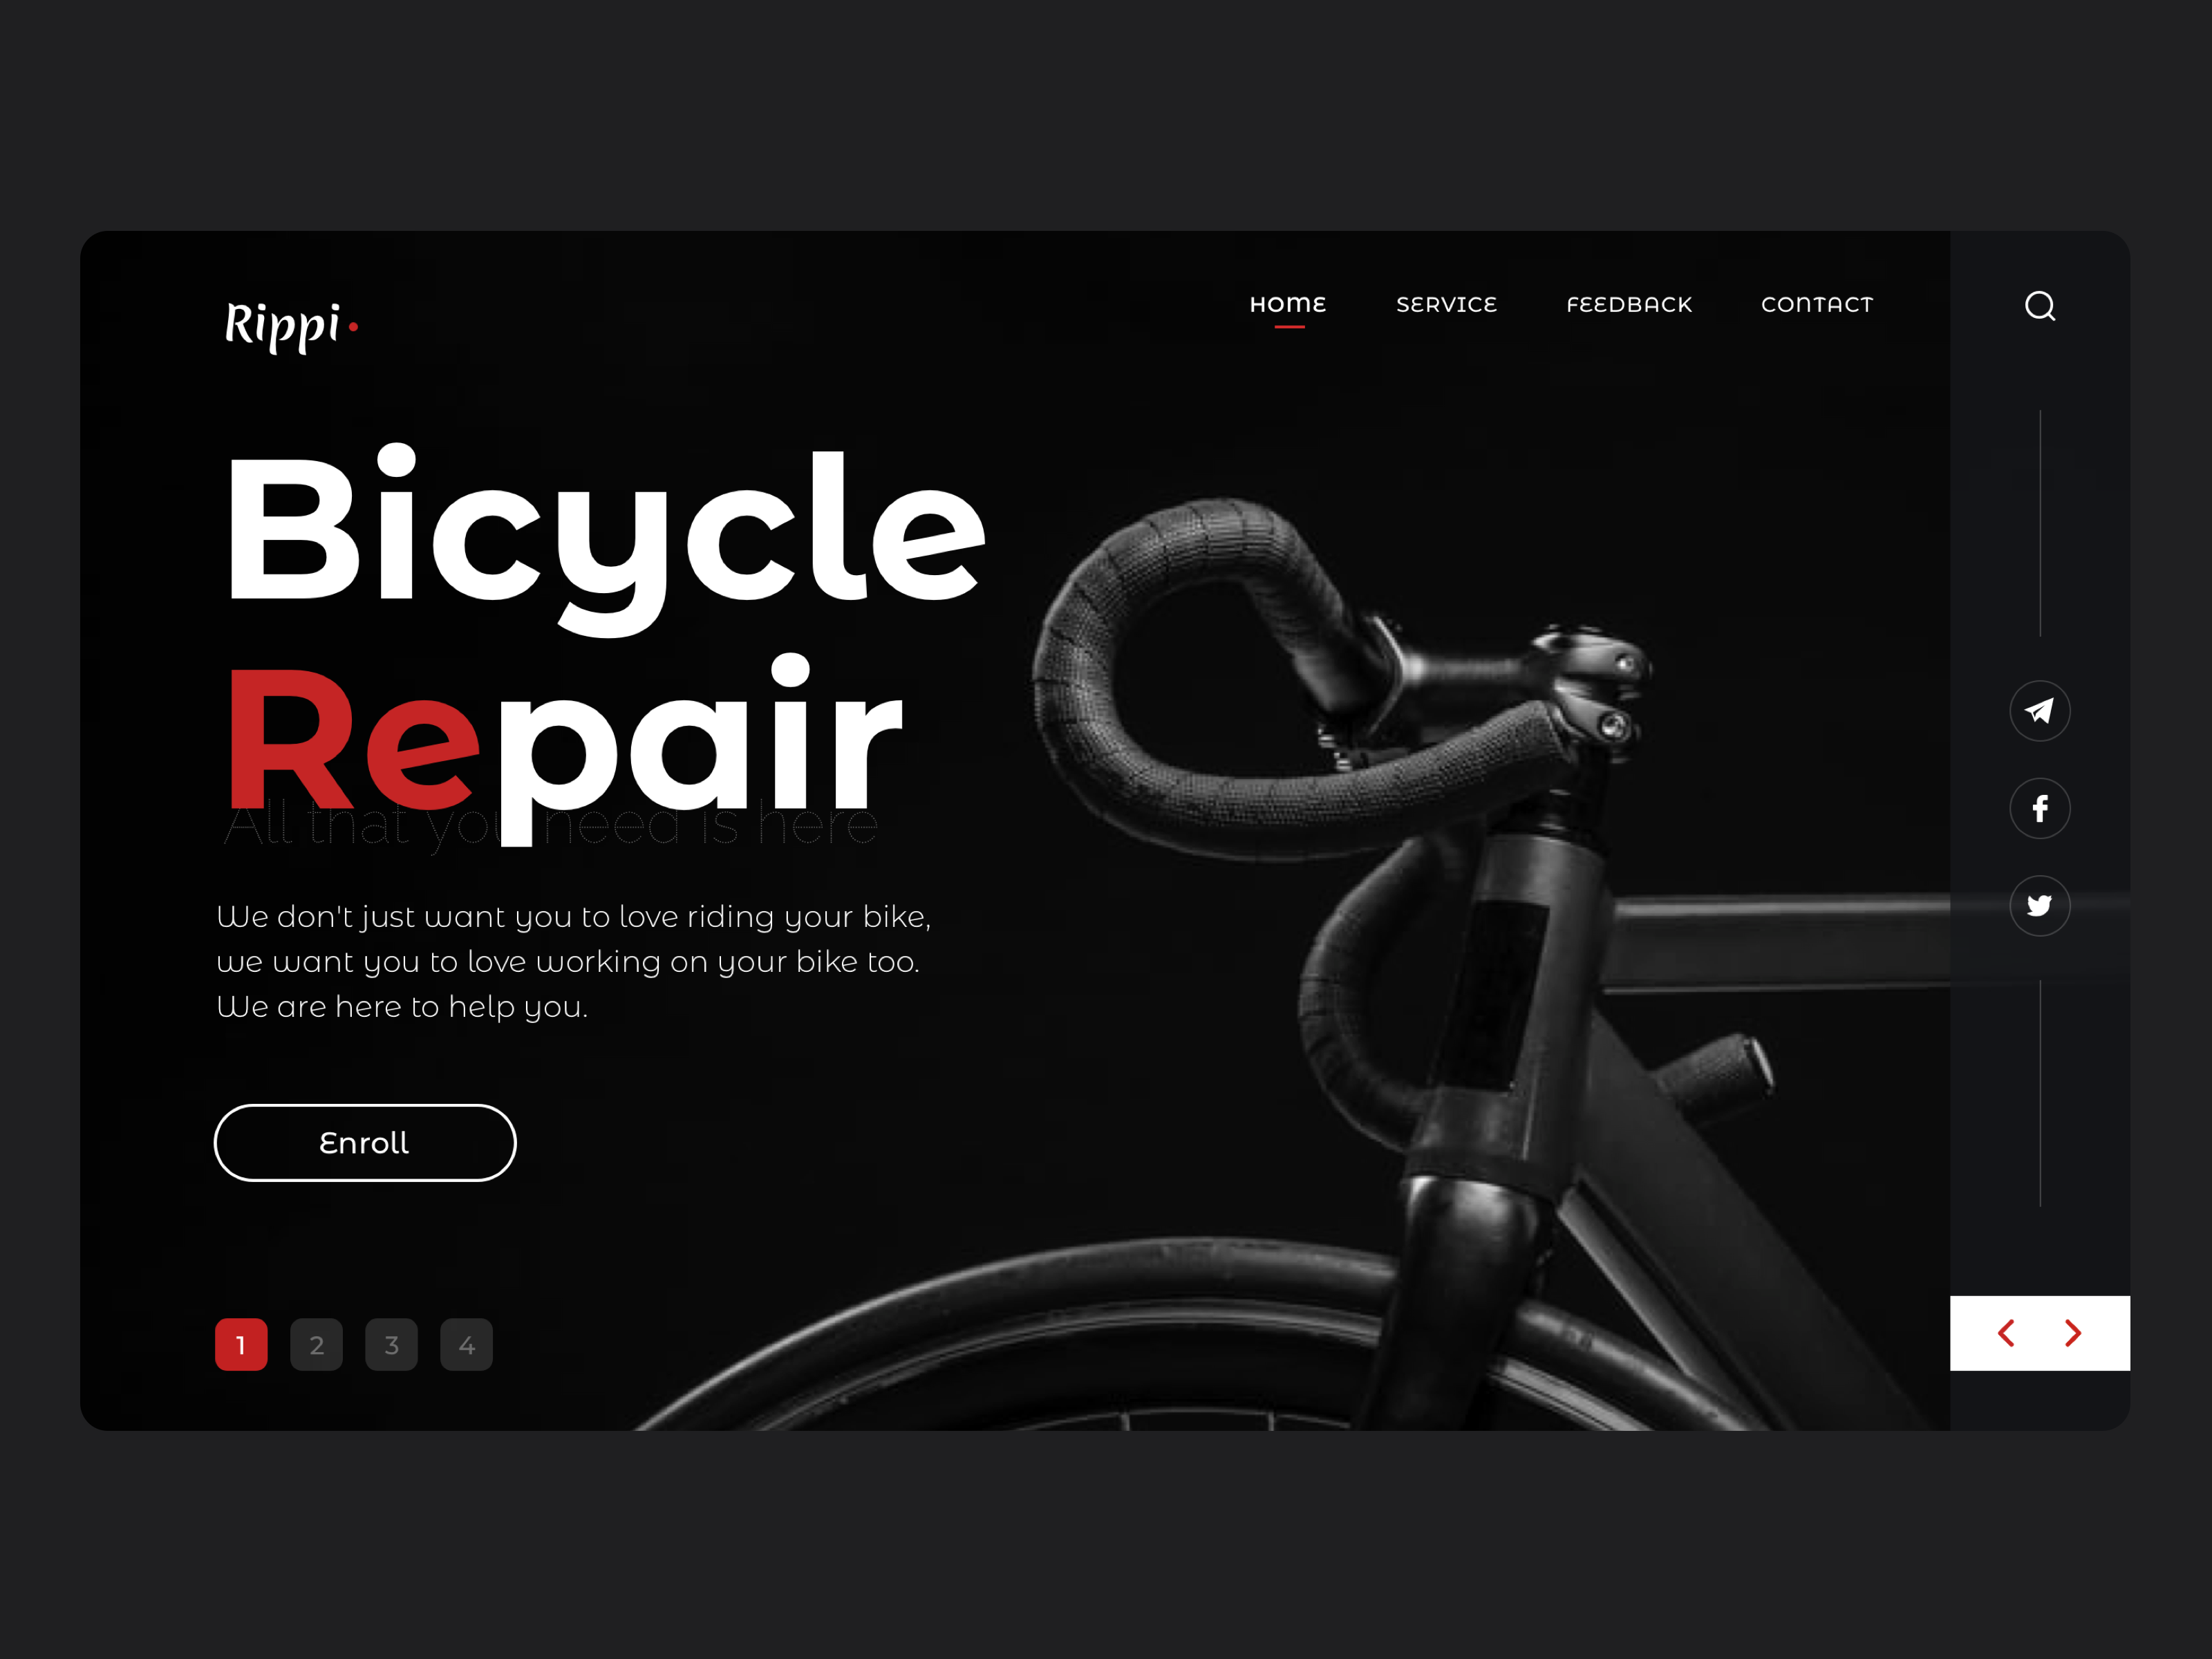 Rippi
HOME SERVICE FEEDBACK CONTACT
Bicycle
Repair
All that you need is here
We don't just want you to love riding your bike,
we want you to love working on your bike too.
We are here to help you.
Enroll
1 2 3 4